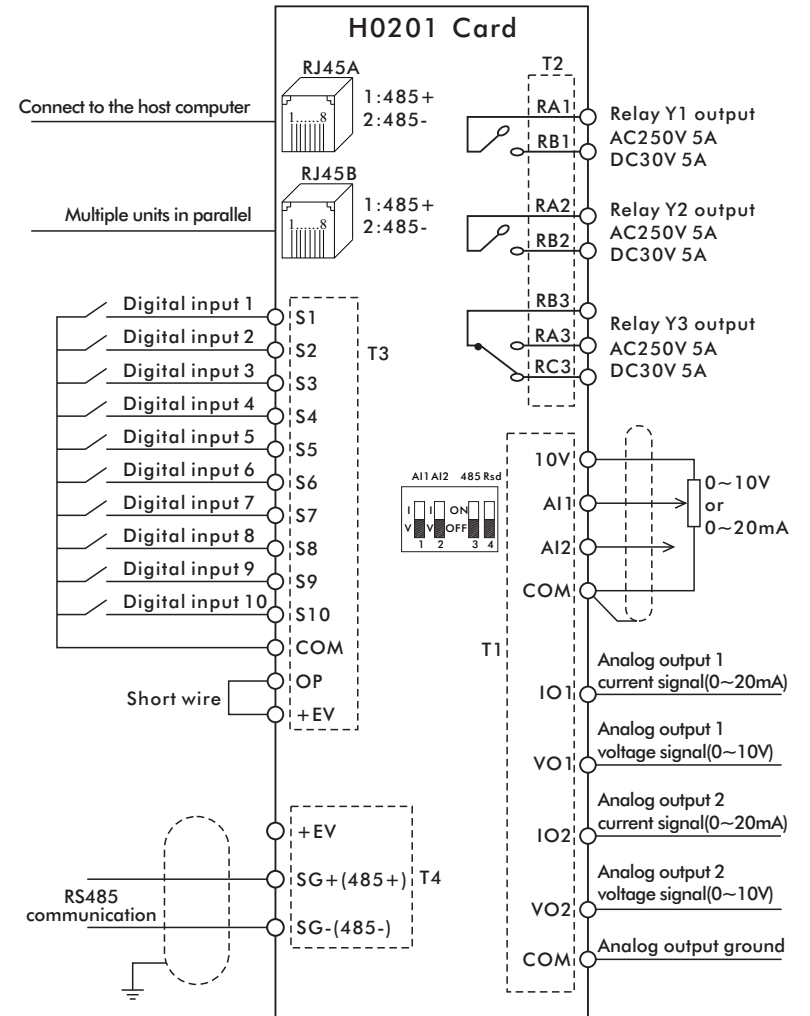 H0201 Card
RJ45A
Connect to the host computer
1......8
1:485+
2:485-
RJ45B
Multiple units in parallel
1......8
1:485+
2:485-
T2
RA1
RB1
Relay Y1 output
AC250V 5A
DC30V 5A
RA2
RB2
Relay Y2 output
AC250V 5A
DC30V 5A
RB3
RA3
RC3
Relay Y3 output
AC250V 5A
DC30V 5A
Digital input 1
S1
Digital input 2
S2
T3
Digital input 3
S3
Digital input 4
S4
Digital input 5
S5
Digital input 6
S6
Digital input 7
S7
Digital input 8
S8
Digital input 9
S9
Digital input 10
S10
COM
OP
Short wire
+EV
AI1 AI2 485 Rsd
I I ON
V V OFF
1 2 3 4
10V
AI1
AI2
COM
0~10V
or
0~20mA
T1
Analog output 1
current signal(0~20mA)
IO1
Analog output 1
voltage signal(0~10V)
VO1
Analog output 2
current signal(0~20mA)
IO2
Analog output 2
voltage signal(0~10V)
VO2
Analog output ground
COM
+EV
SG+(485+)
T4
RS485
communication
SG-(485-)